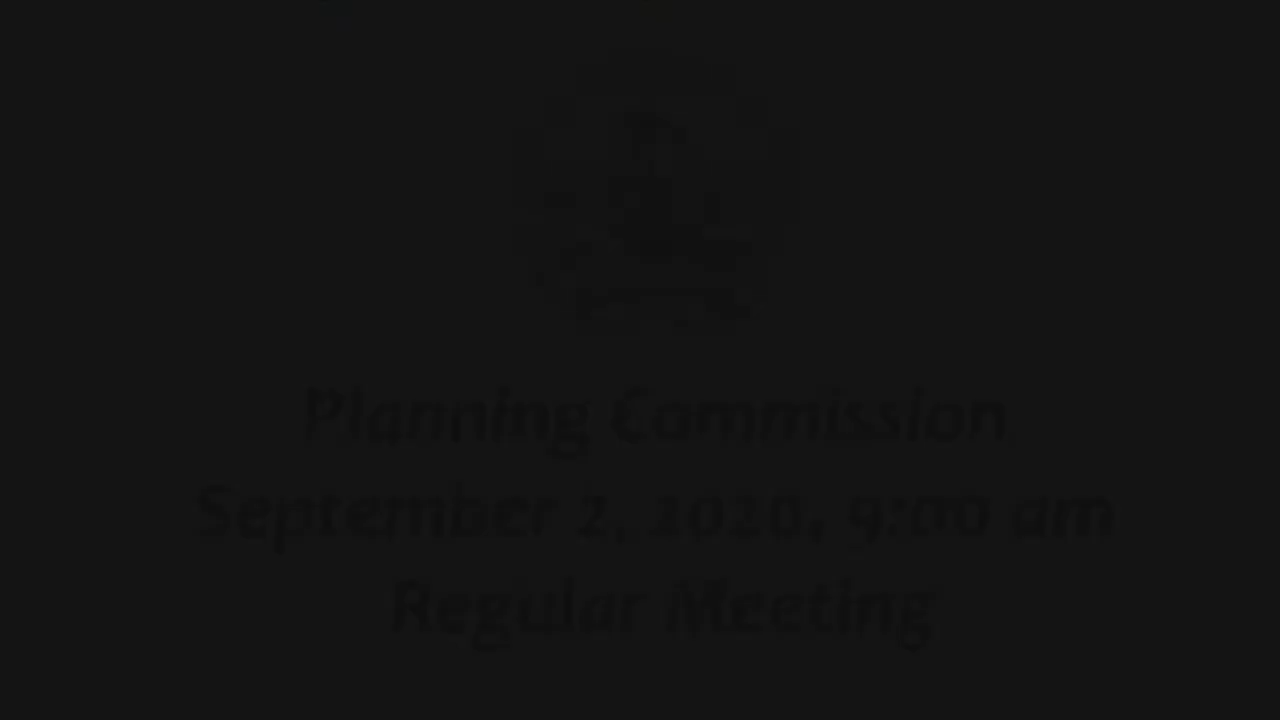 Planning Commission
September 2, 2020, 9:00 am
Regular Meeting